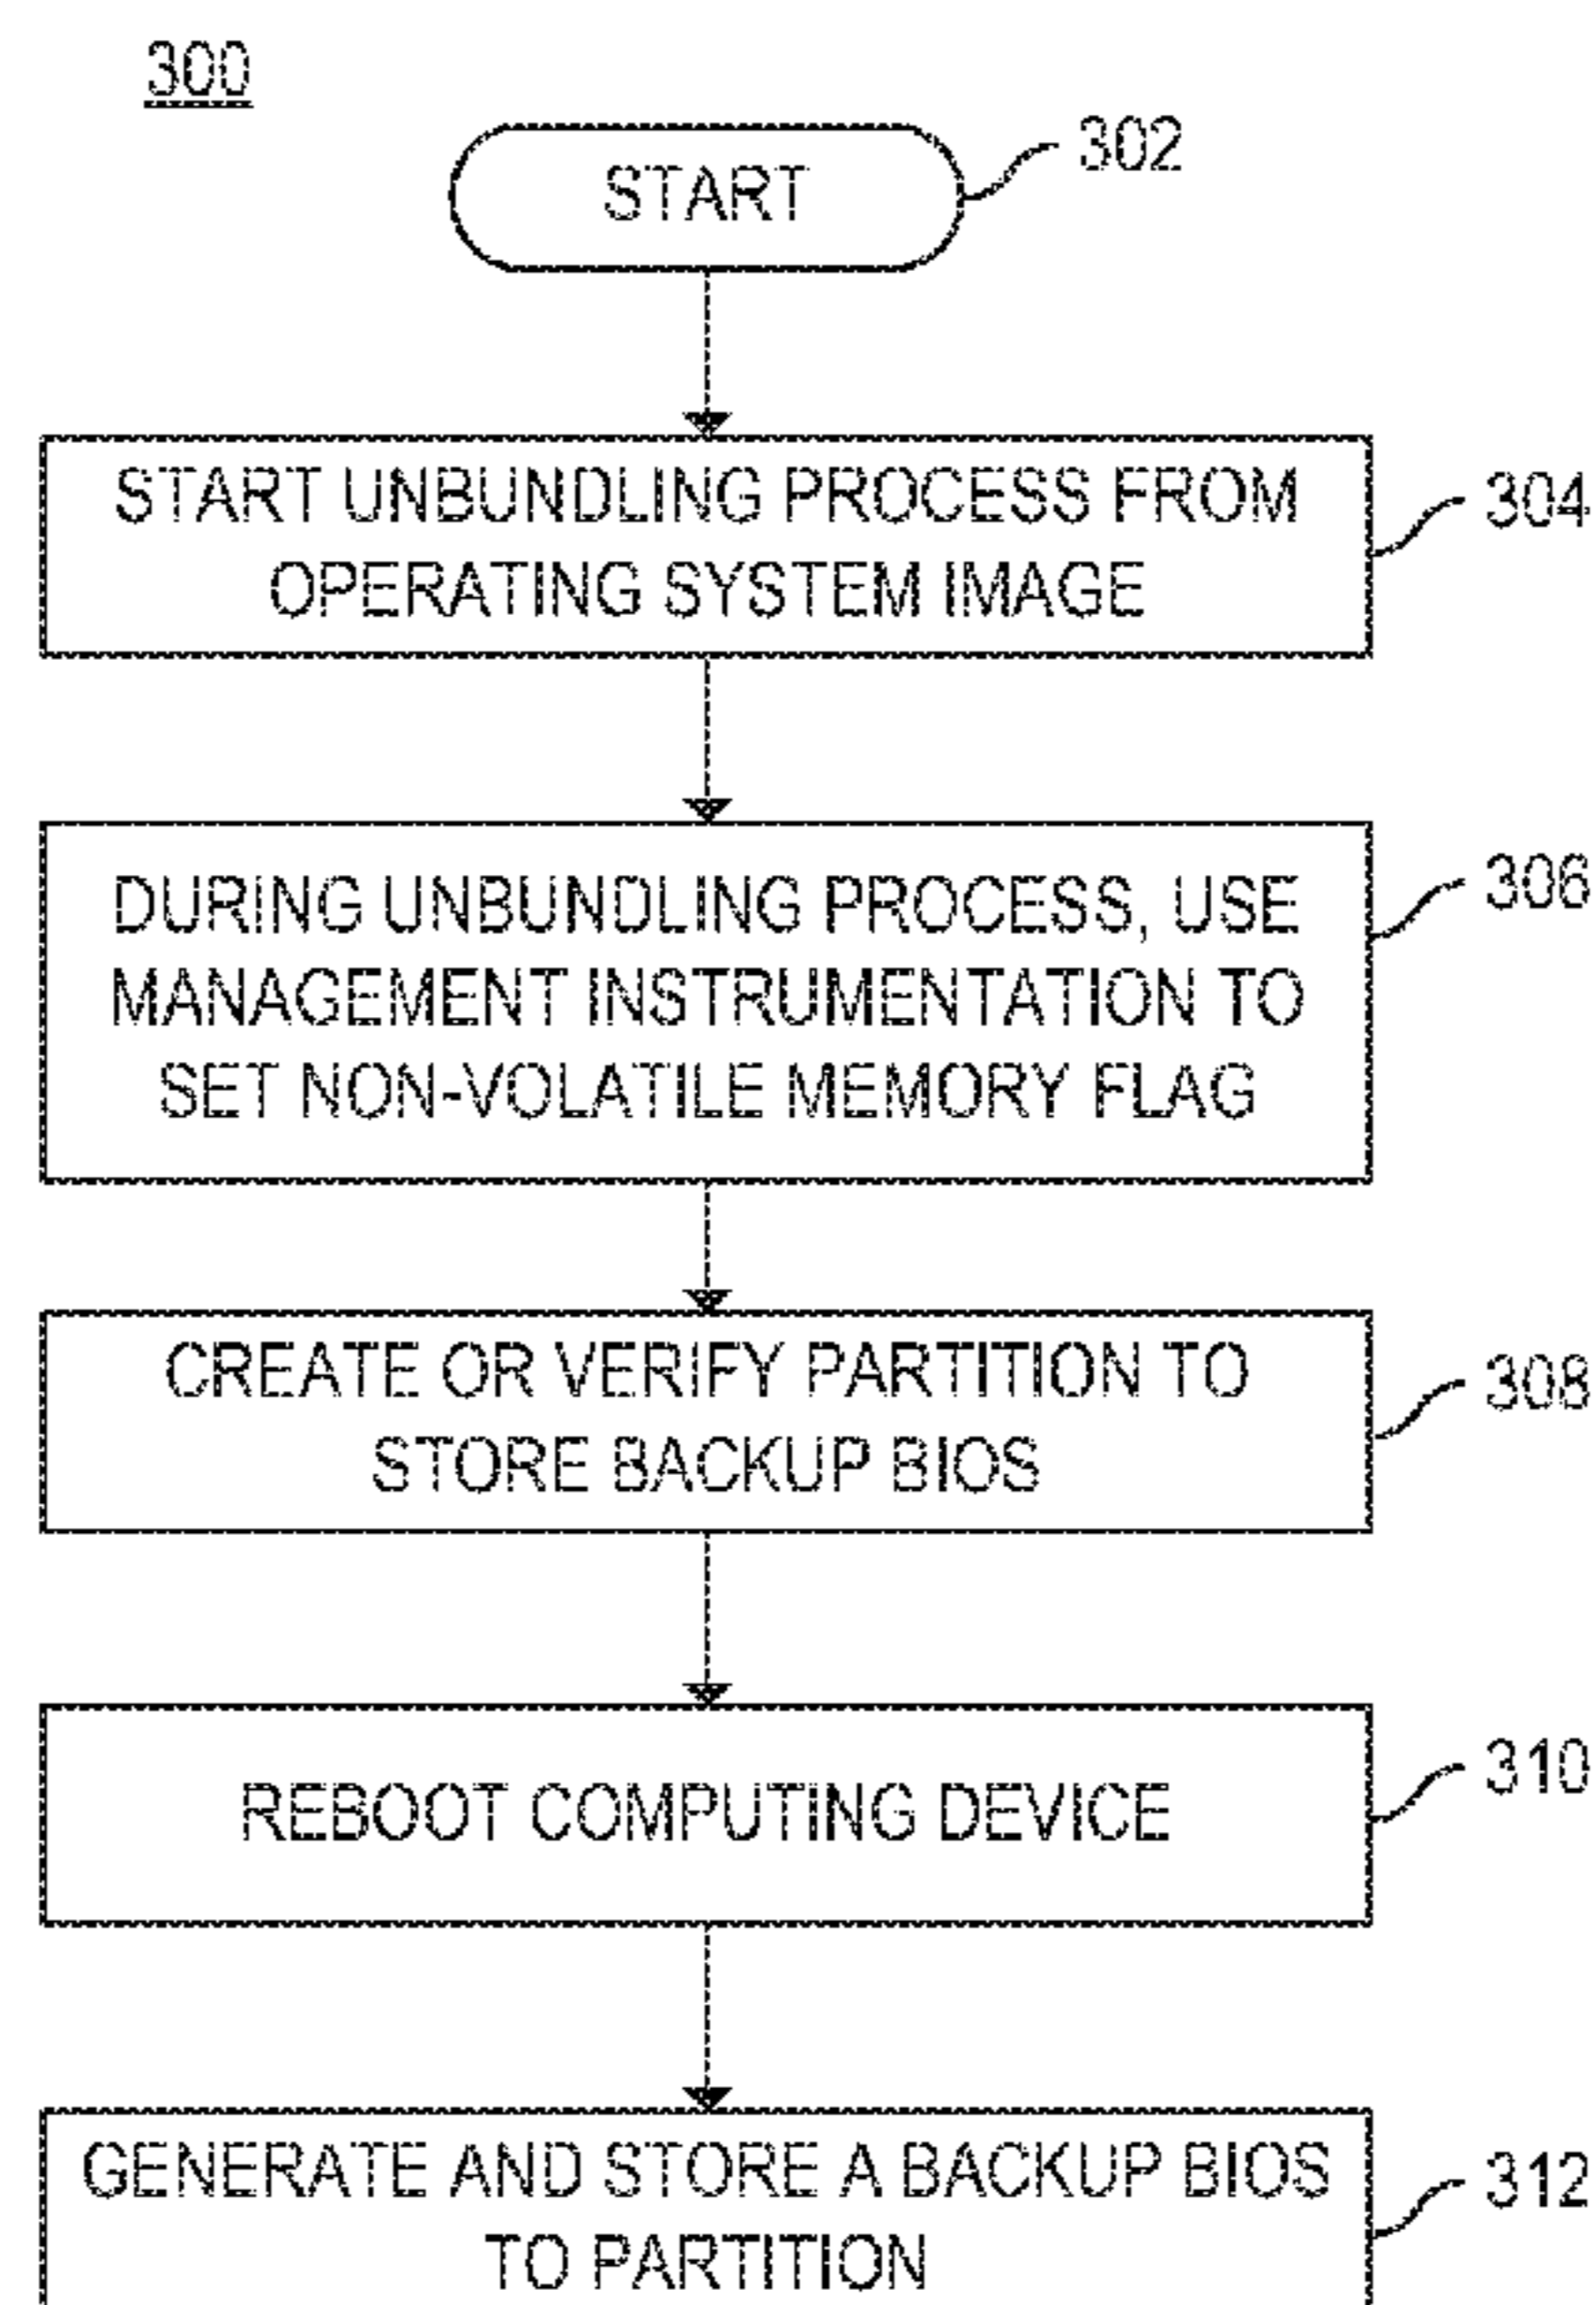 300
START
302
START UNBUNDLING PROCESS FROM
OPERATING SYSTEM IMAGE
304
DURING UNBUNDLING PROCESS, USE
MANAGEMENT INSTRUMENTATION TO
SET NON-VOLATILE MEMORY FLAG
306
CREATE OR VERIFY PARTITION TO
STORE BACKUP BIOS
308
REBOOT COMPUTING DEVICE
310
GENERATE AND STORE A BACKUP BIOS
TO PARTITION
312